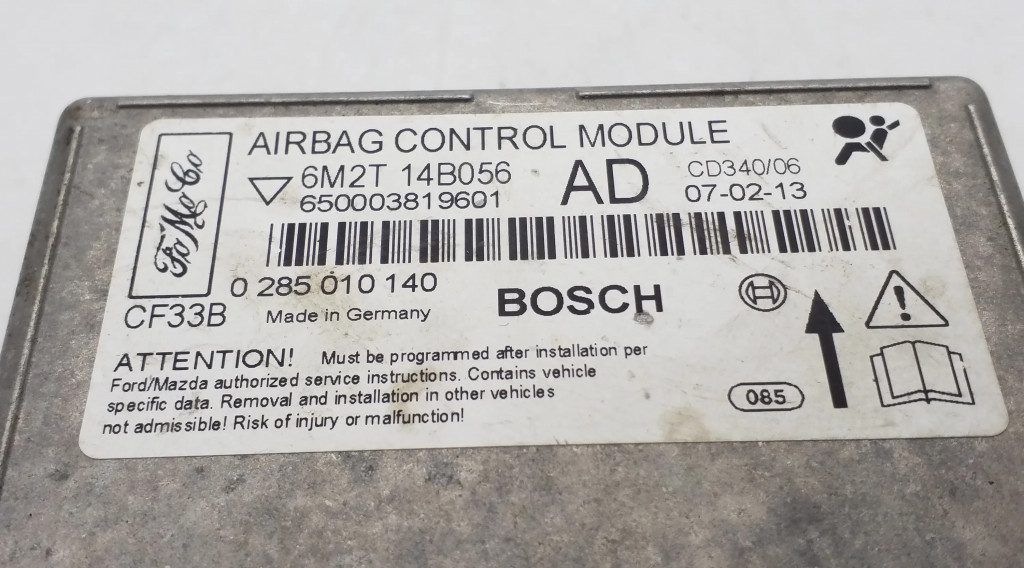 AIRBAG CONTROL MODULE
FoMoCo
6M2T 14B056
AD
CD340/06
650003819601
07-02-13
0 285 010 140
BOSCH
CF33B
Made in Germany
ATTENTION! Must be programmed after installation per
Ford/Mazda authorized service instructions. Contains vehicle
specific data. Removal and installation in other vehicles
not admissible! Risk of injury or malfunction!
085